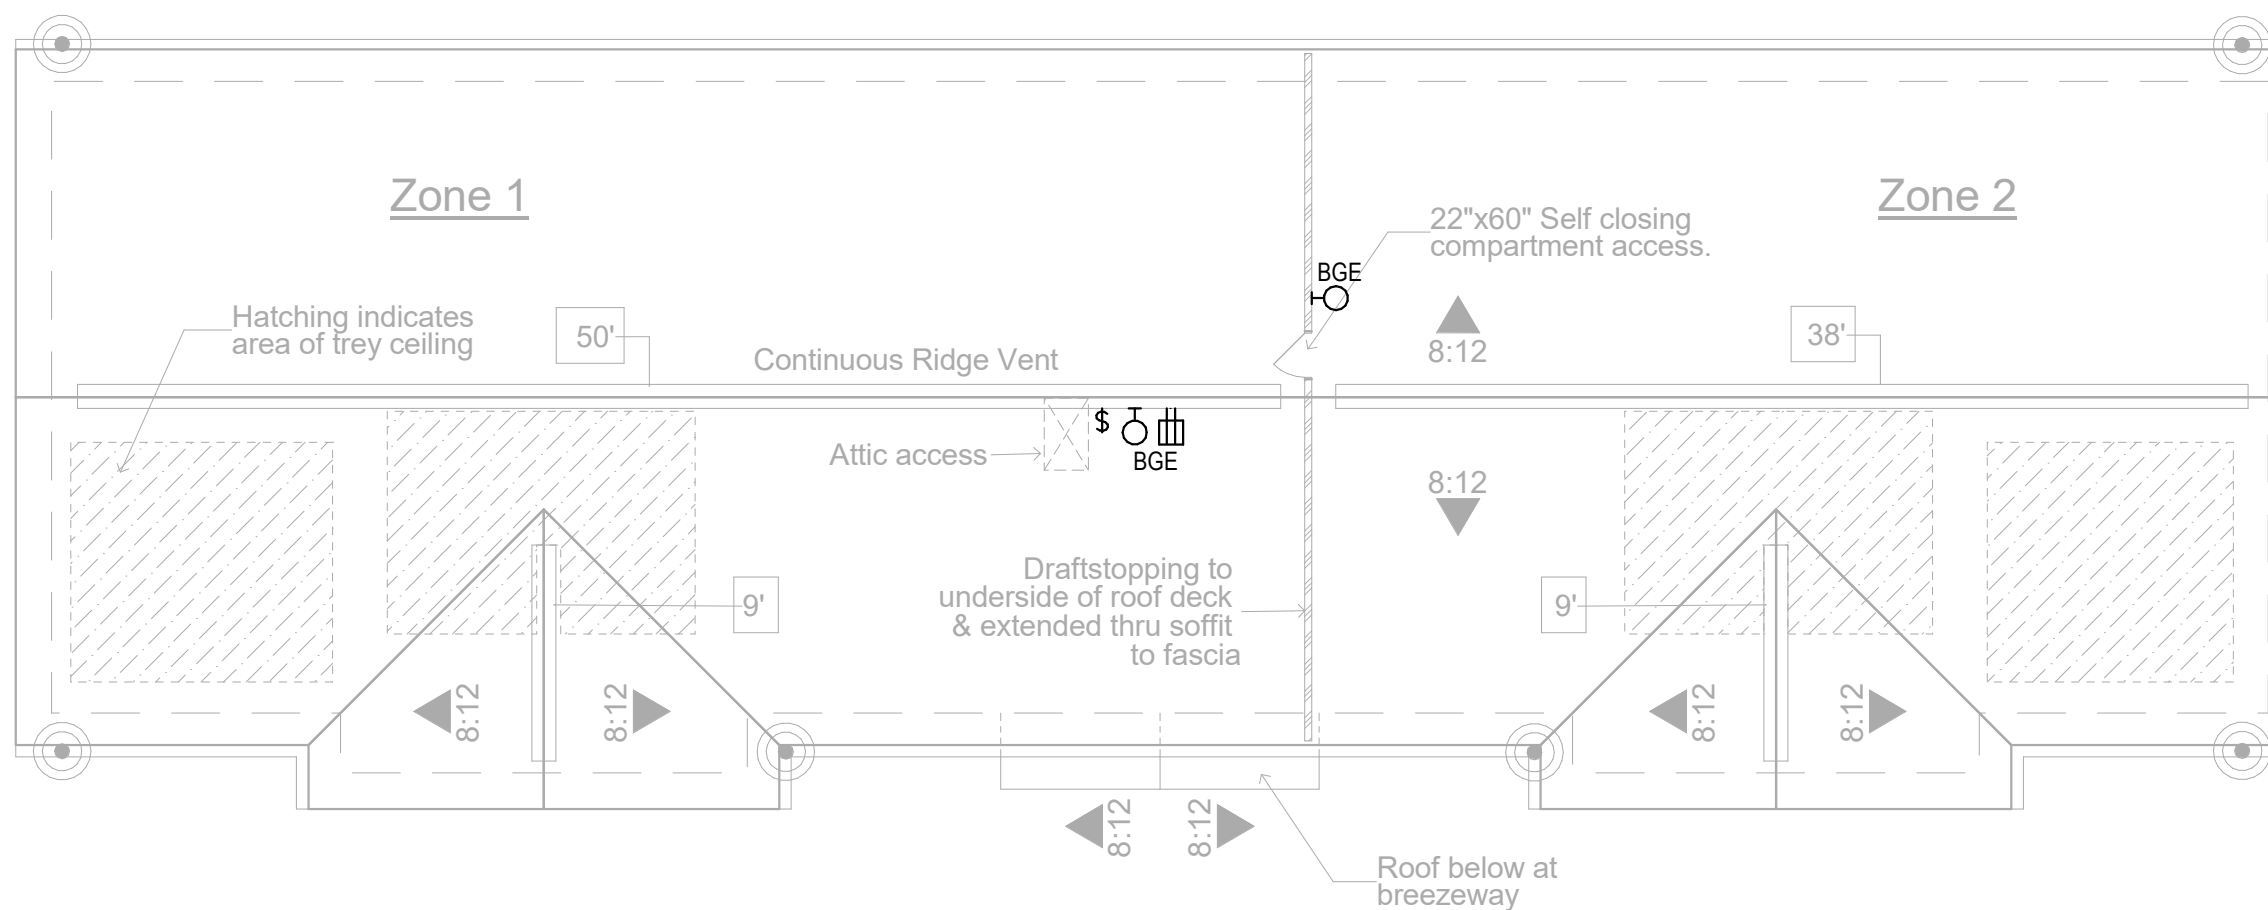 Zone 1
Zone 2
22"x60" Self closing
compartment access.
BGE
Hatching indicates
area of trey ceiling
50'
38'
Continuous Ridge Vent
8:12
$
Attic access
BGE
8:12
Draftstopping to
underside of roof deck
& extended thru soffit
to fascia
9'
9'
8:12
8:12
8:12
8:12
8:12
8:12
Roof below at
breezeway